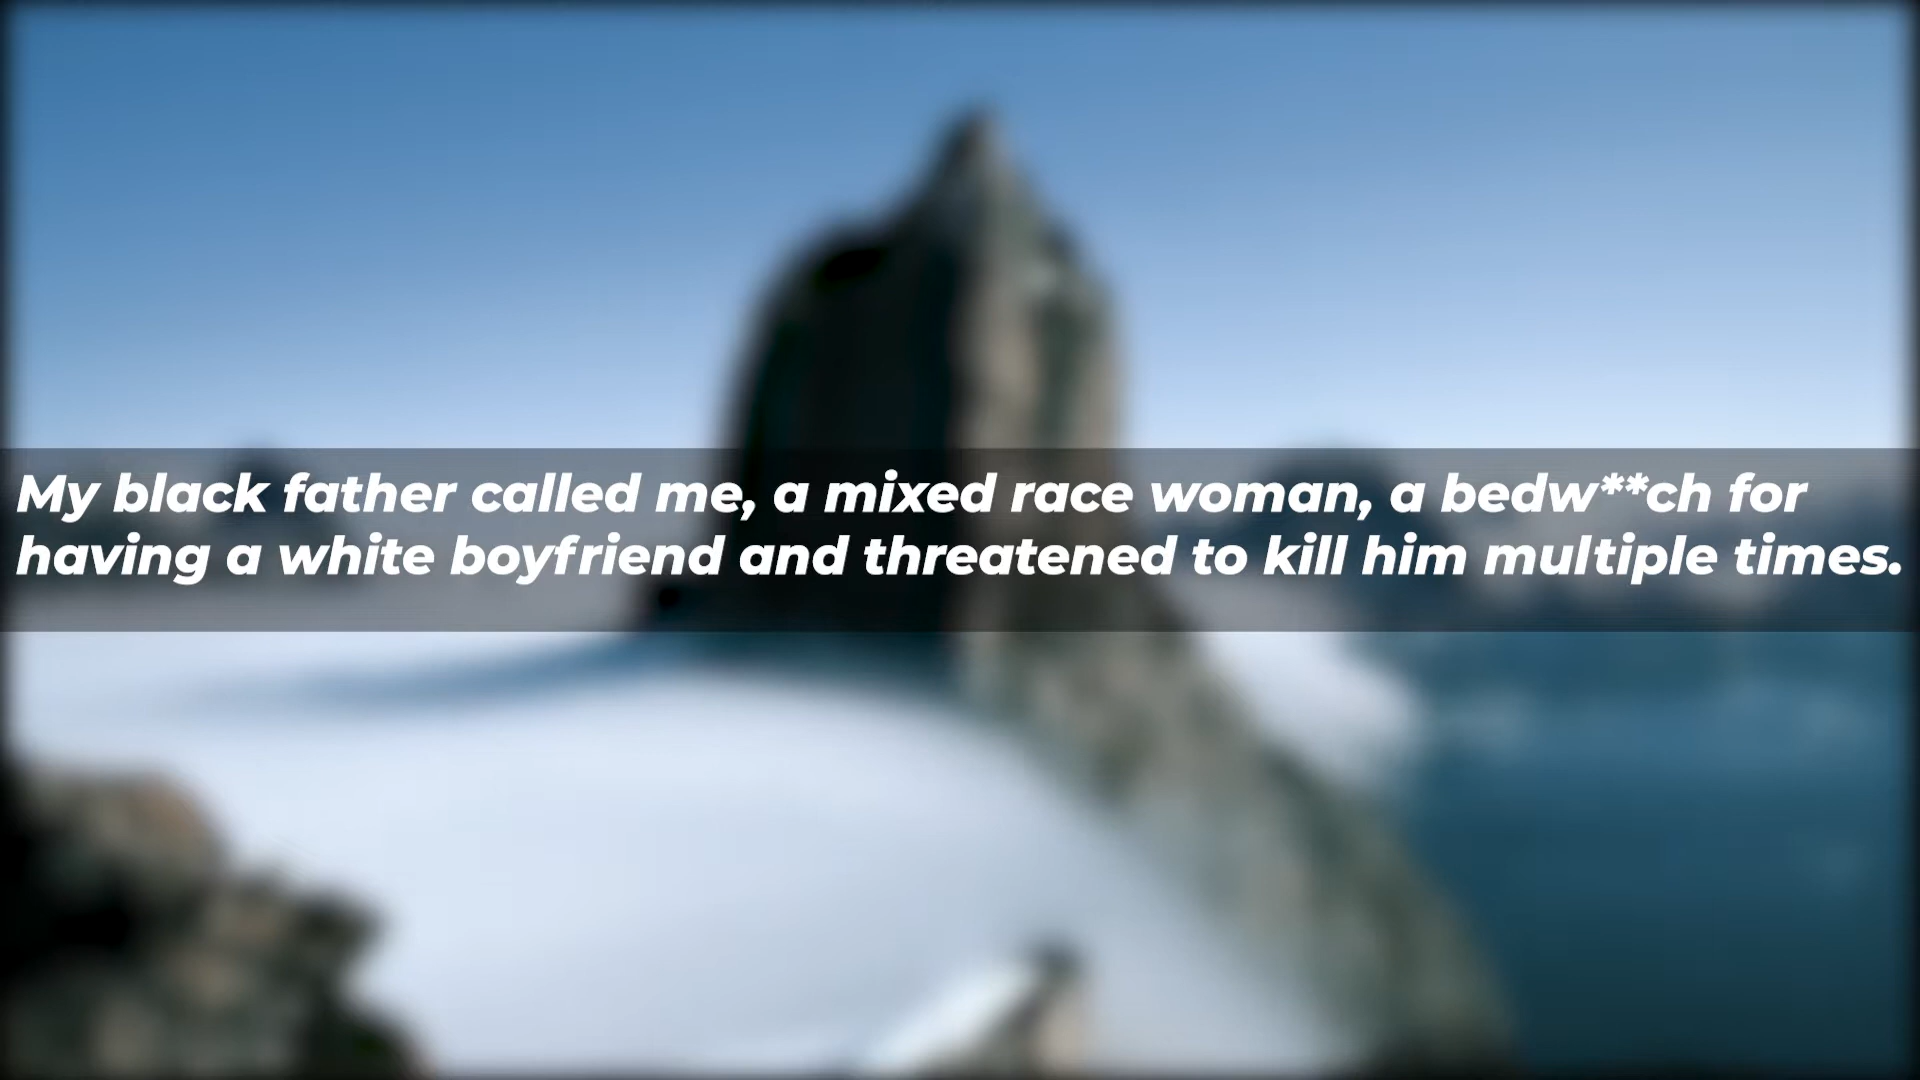 My black father called me, a mixed race woman, a bedw**ch for
having a white boyfriend and threatened to kill him multiple times.